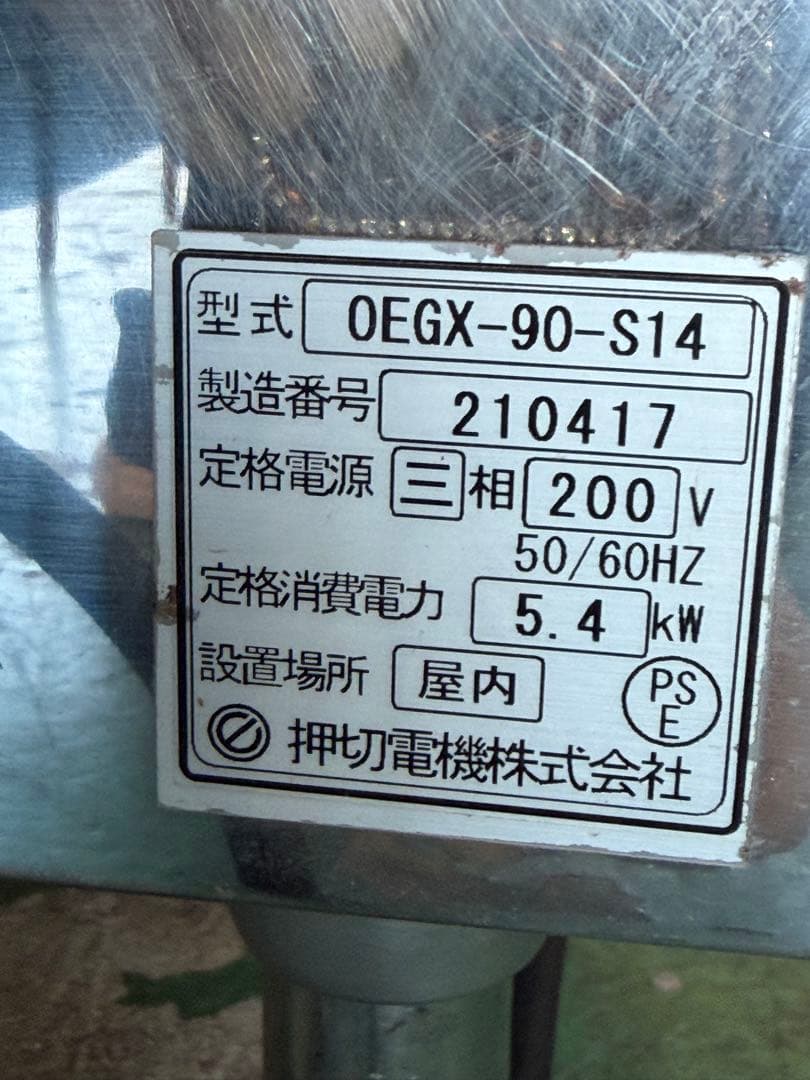 型式 OEGX-90-S14
製造番号 210417
定格電源 三相 200 V
50/60HZ
定格消費電力 5.4 kW
設置場所 屋内
PS
E
押切電機株式会社